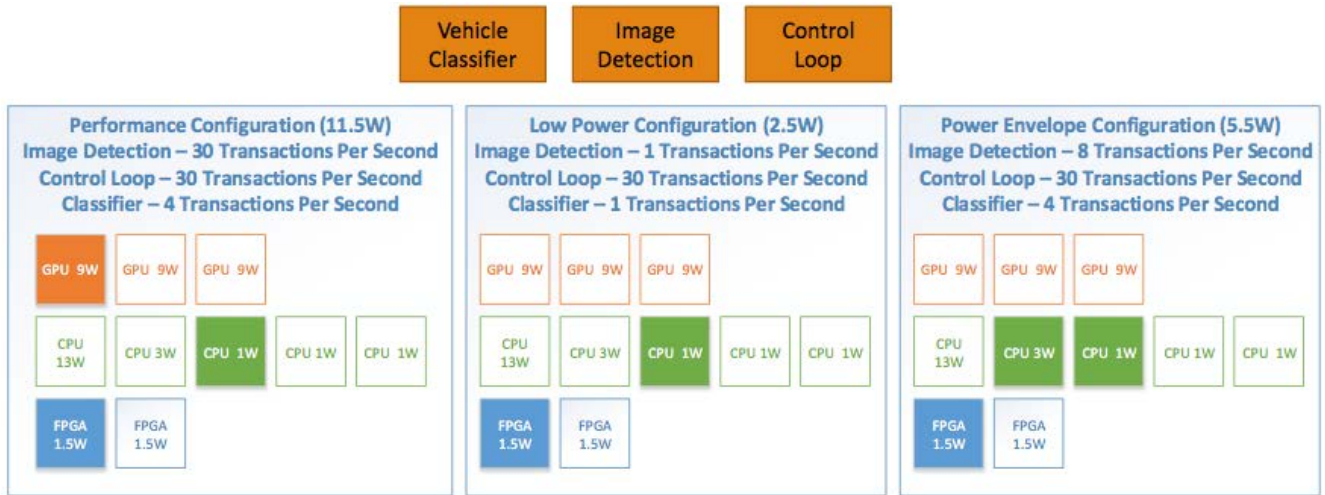 Vehicle
Classifier
Image
Detection
Control
Loop
Performance Configuration (11.5W)
Image Detection – 30 Transactions Per Second
Control Loop – 30 Transactions Per Second
Classifier – 4 Transactions Per Second
GPU 9W
GPU 9W
GPU 9W
CPU
13W
CPU 3W
CPU 1W
CPU 1W
CPU 1W
FPGA
1.5W
FPGA
1.5W
Low Power Configuration (2.5W)
Image Detection – 1 Transactions Per Second
Control Loop – 30 Transactions Per Second
Classifier – 1 Transactions Per Second
GPU 9W
GPU 9W
GPU 9W
CPU
13W
CPU 3W
CPU 1W
CPU 1W
CPU 1W
FPGA
1.5W
FPGA
1.5W
Power Envelope Configuration (5.5W)
Image Detection – 8 Transactions Per Second
Control Loop – 30 Transactions Per Second
Classifier – 4 Transactions Per Second
GPU 9W
GPU 9W
GPU 9W
CPU
13W
CPU 3W
CPU 1W
CPU 1W
CPU 1W
FPGA
1.5W
FPGA
1.5W